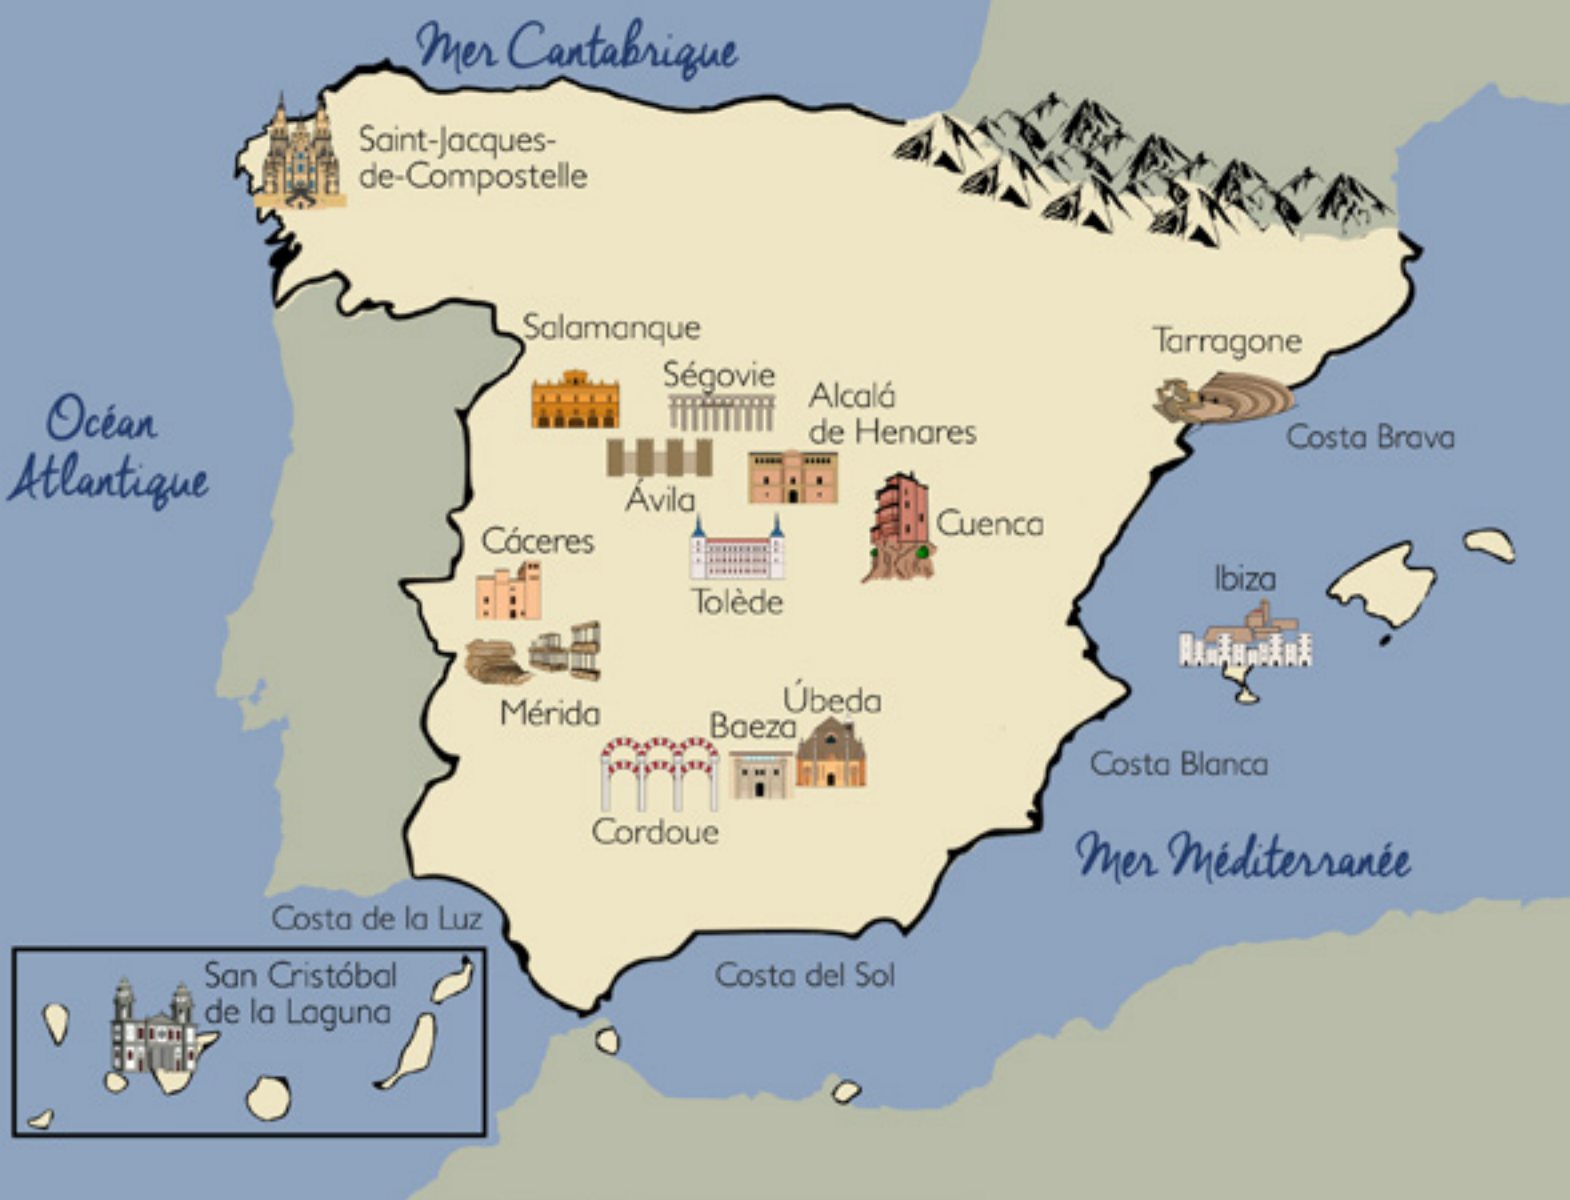 Mer Cantabrique
Saint-Jacques-
de-Compostelle
Salamanque
Ségovie
Tarragone
Alcalá
de Henares
Océan
Atlantique
Costa Brava
Ávila
Cuenca
Cáceres
Ibiza
Tolède
Mérida
Úbeda
Baeza
Costa Blanca
Cordoue
Mer Méditerranée
Costa de la Luz
San Cristóbal
de la Laguna
Costa del Sol